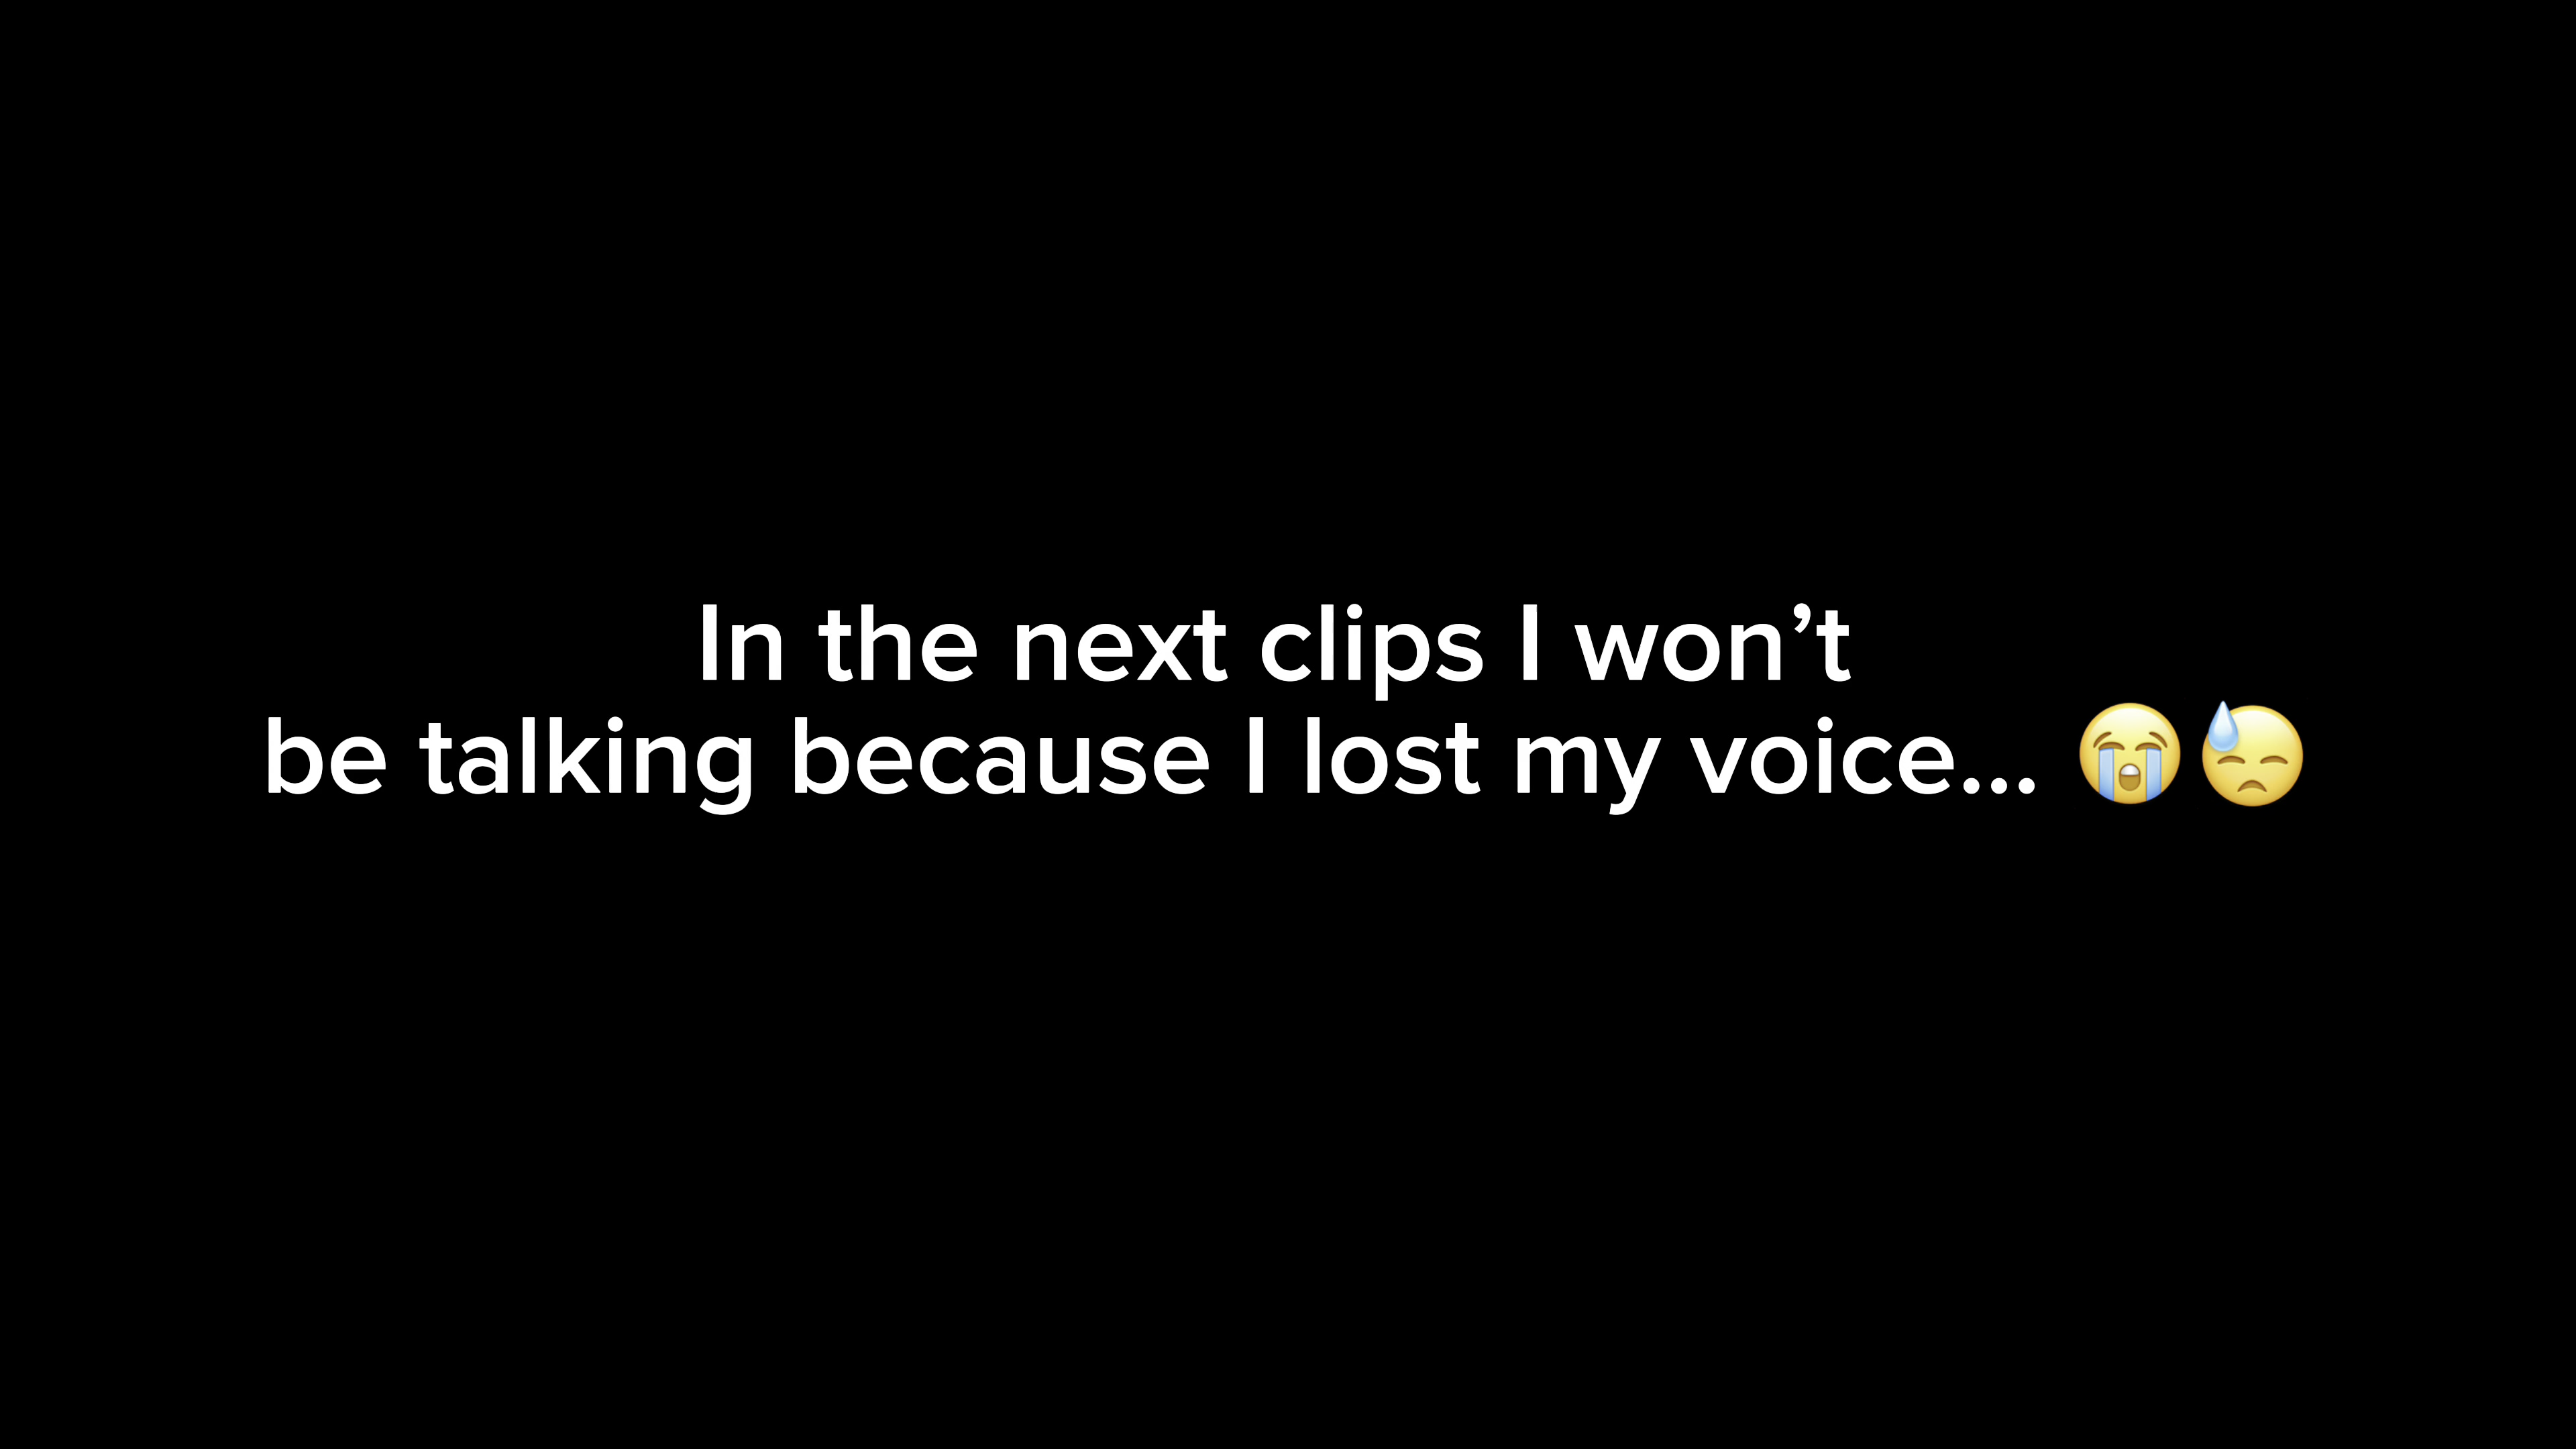 In the next clips I won’t
be talking because I lost my voice... 😭😓